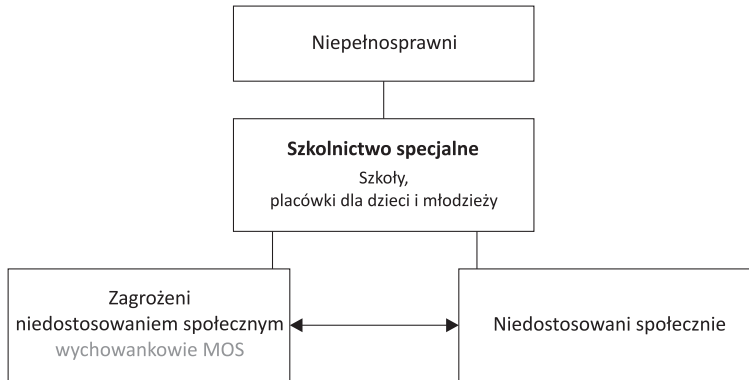 Niepełnosprawni
Szkolnictwo specjalne
Szkoły,
placówki dla dzieci i młodzieży
Zagrożeni
niedostosowaniem społecznym
wychowankowie MOS
Niedostosowani społecznie